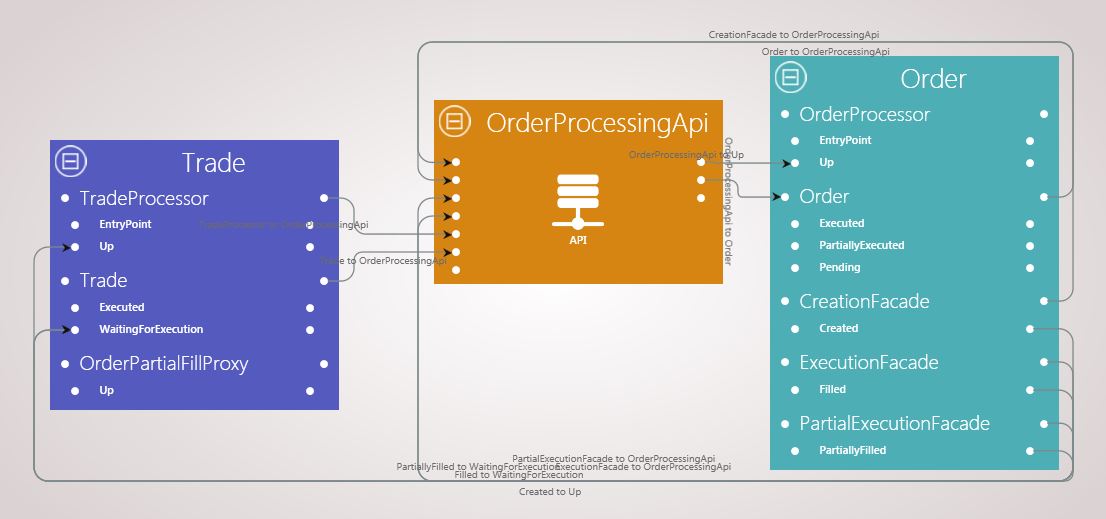 CreationFacade to OrderProcessingApi
Order to OrderProcessingApi
Trade
TradeProcessor
EntryPoint
Up
Trade
Executed
WaitingForExecution
OrderPartialFillProxy
Up
TradeProcessor to OrderProcessingApi
Trade to OrderProcessingApi
OrderProcessingApi
API
OrderProcessingApi to Up
OrderProcessingApi to Order
Order
OrderProcessor
EntryPoint
Up
Order
Executed
PartiallyExecuted
Pending
CreationFacade
Created
ExecutionFacade
Filled
PartialExecutionFacade
PartiallyFilled
PartialExecutionFacade to OrderProcessingApi
PartiallyFilled to WaitingForExecution
ExecutionFacade to OrderProcessingApi
Filled to WaitingForExecution
Created to Up